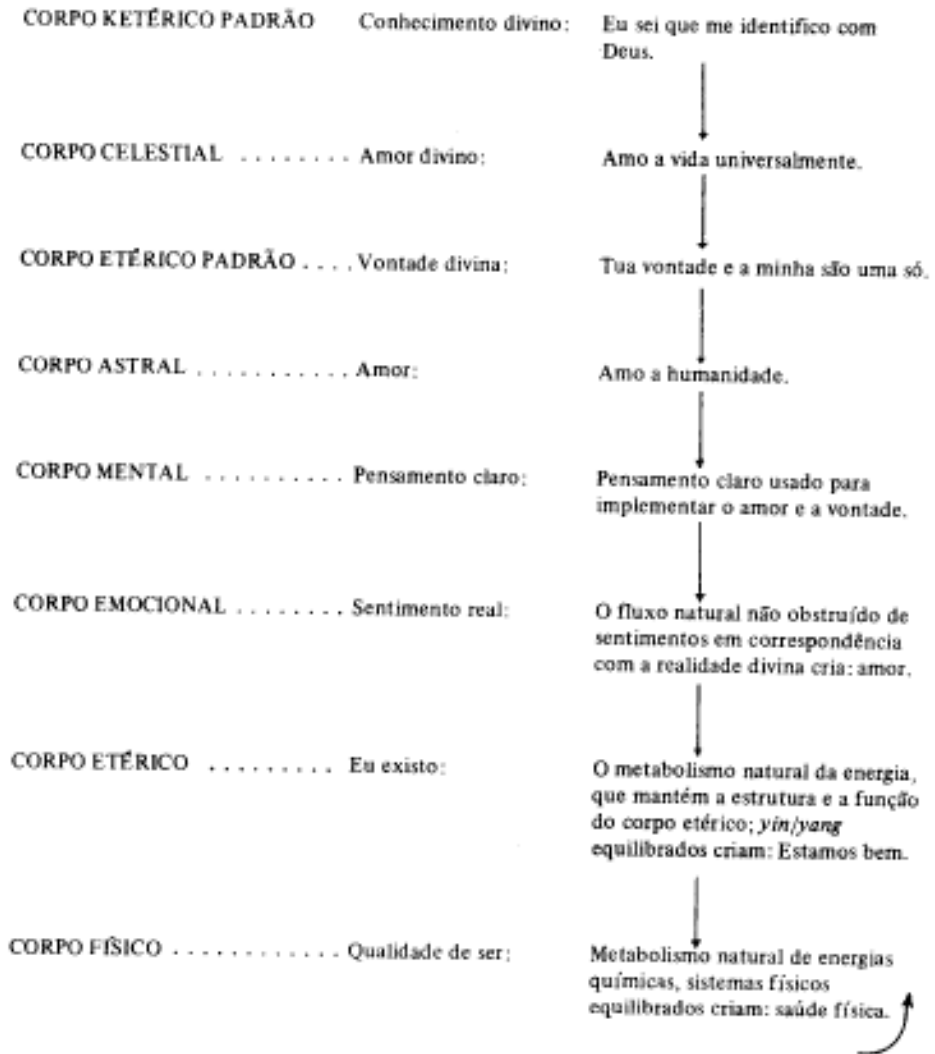 CORPO KETÉRICO PADRÃO Conhecimento divino: Eu sei que me identifico com
Deus.
CORPO CELESTIAL ........ Amor divino: Amo a vida universalmente.
CORPO ETÉRICO PADRÃO .... Vontade divina: Tua vontade e a minha são uma só.
CORPO ASTRAL ........... Amor: Amo a humanidade.
CORPO MENTAL .......... Pensamento claro: Pensamento claro usado para
implementar o amor e a vontade.
CORPO EMOCIONAL ........ Sentimento real: O fluxo natural não obstruído de
sentimentos em correspondência
com a realidade divina cria: amor.
CORPO ETÉRICO ......... Eu existo: O metabolismo natural da energia,
que mantém a estrutura e a função
do corpo etérico; yin/yang
equilibrados criam: Estamos bem.
CORPO FÍSICO ............ Qualidade de ser: Metabolismo natural de energias
químicas, sistemas físicos
equilibrados criam: saúde física.